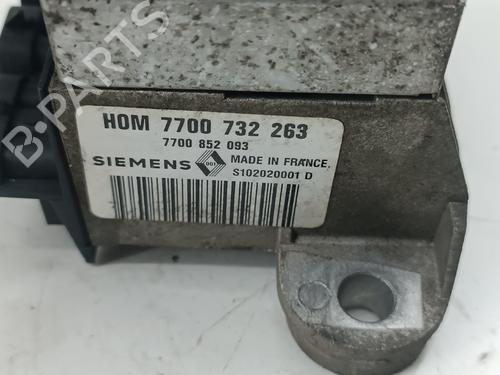 HOM 7700 732 263
7700 852 093
SIEMENS MADE IN FRANCE.
S102020001 D
B-PARTS